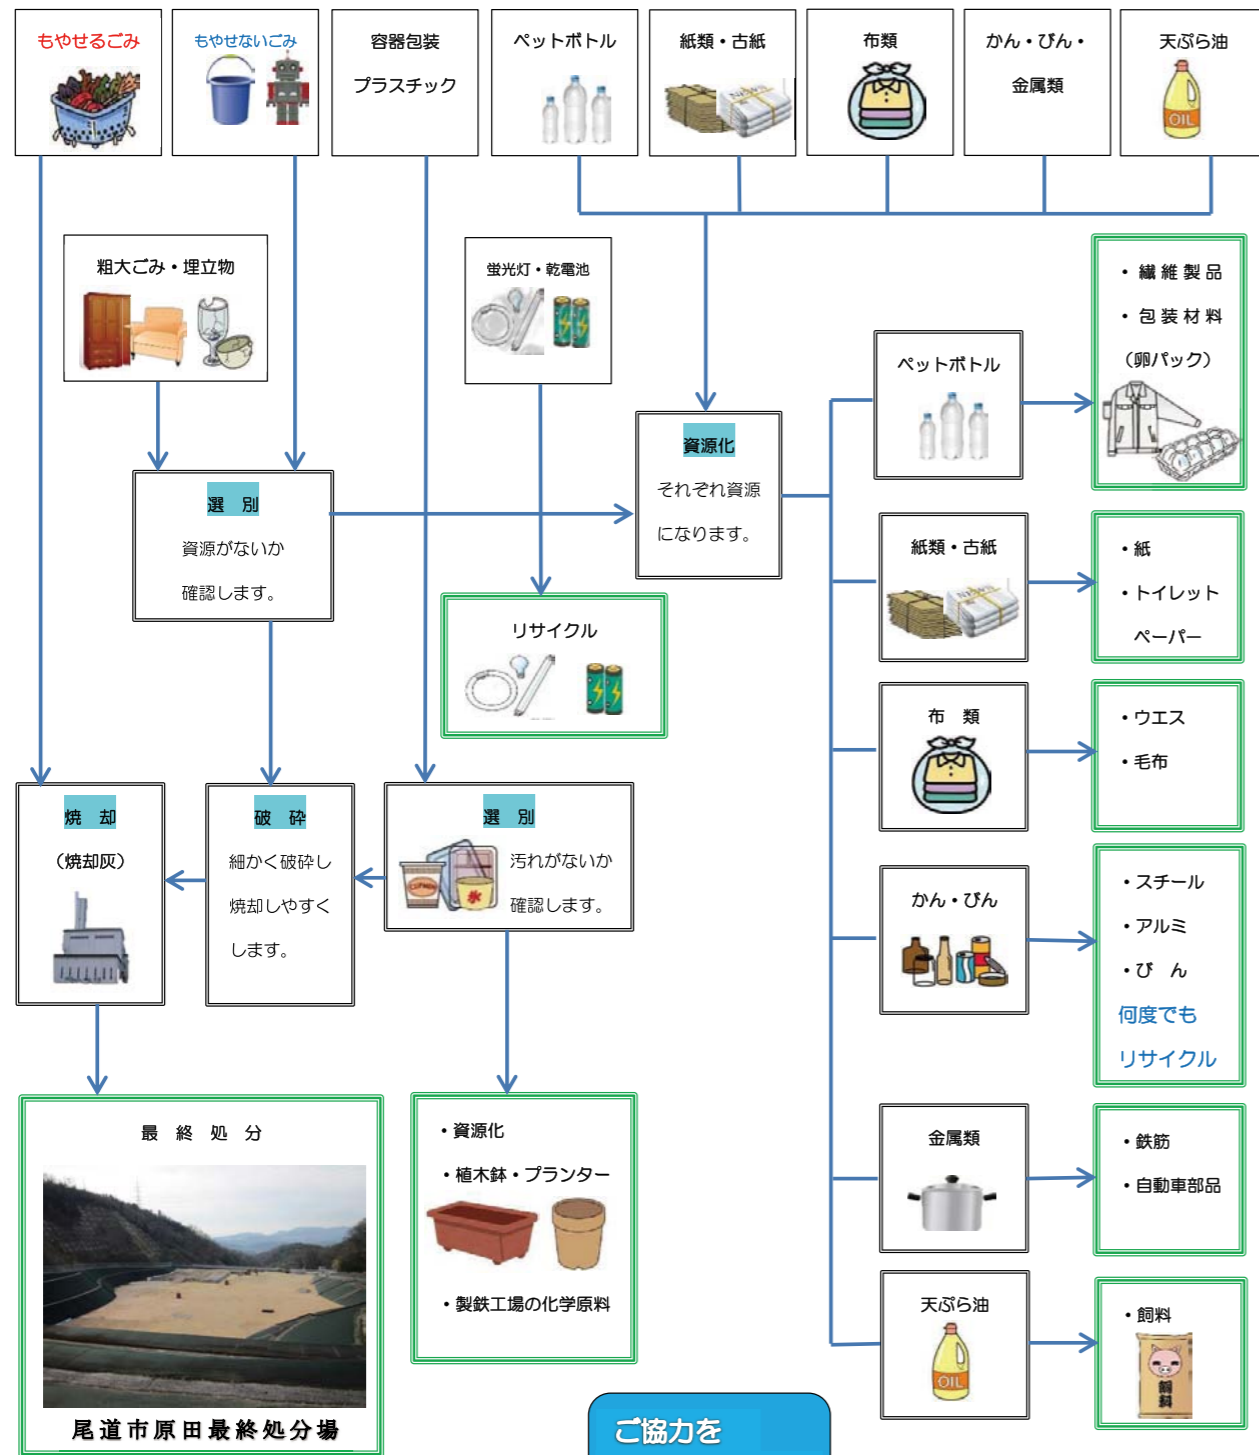 もやせるごみ
もやせないごみ
容器包装
プラスチック
ペットボトル
紙類・古紙
布類
かん・びん・
金属類
天ぷら油
OIL
粗大ごみ・埋立物
蛍光灯・乾電池
・繊維製品
・包装材料
（卵パック）
ペットボトル
資源化
それぞれ資源
になります。
選　別
資源がないか
確認します。
紙類・古紙
・紙
・トイレット
ペーパー
リサイクル
布　類
・ウエス
・毛布
焼　却
（焼却灰）
破　砕
細かく破砕し
焼却しやすく
します。
選　別
汚れがないか
確認します。
かん・びん
・スチール
・アルミ
・び　ん
何度でも
リサイクル
最　終　処　分
尾道市原田最終処分場
・資源化
・植木鉢・プランター
・製鉄工場の化学原料
金属類
・鉄筋
・自動車部品
天ぷら油
OIL
・飼料
飼料
ご協力を